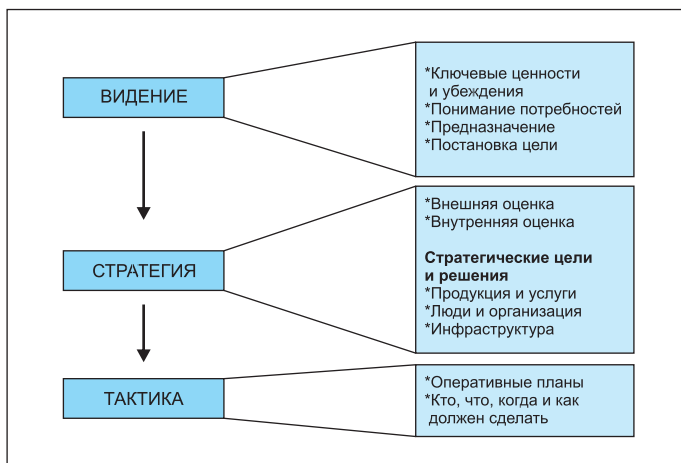 ВИДЕНИЕ
*Ключевые ценности
и убеждения
*Понимание потребностей
*Предназначение
*Постановка цели
СТРАТЕГИЯ
*Внешняя оценка
*Внутренняя оценка
Стратегические цели
и решения
*Продукция и услуги
*Люди и организация
*Инфраструктура
ТАКТИКА
*Оперативные планы
*Кто, что, когда и как
должен сделать